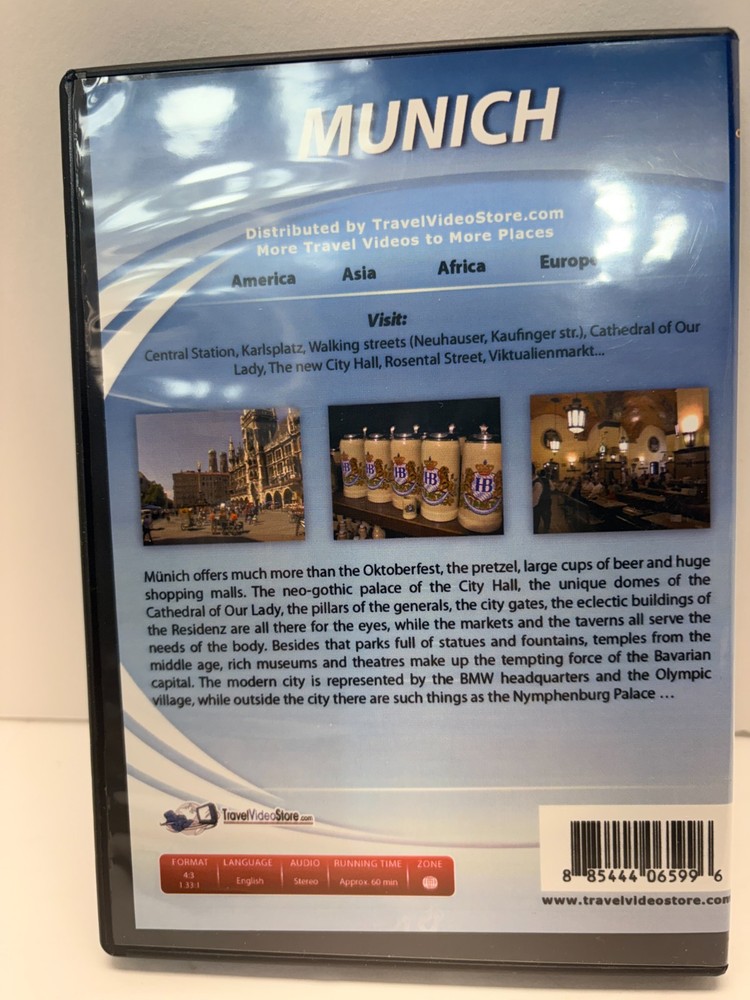 MUNICH
Distributed by TravelVideoStore.com
More Travel Videos to More Places
America Asia Africa Europe
Visit:
Central Station, Karlsplatz, Walking streets (Neuhauser, Kaufinger str.), Cathedral of Our
Lady, The new City Hall, Rosental Street, Viktualienmarkt...
HB HB HB HB HB
Münich offers much more than the Oktoberfest, the pretzel, large cups of beer and huge
shopping malls. The neo-gothic palace of the City Hall, the unique domes of the
Cathedral of Our Lady, the pillars of the generals, the city gates, the eclectic buildings of
the Residenz are all there for the eyes, while the markets and the taverns all serve the
needs of the body. Besides that parks full of statues and fountains, temples from the
middle age, rich museums and theatres make up the tempting force of the Bavarian
capital. The modern city is represented by the BMW headquarters and the Olympic
village, while outside the city there are such things as the Nymphenburg Palace ...
TravelVideoStore.com
FORMAT LANGUAGE AUDIO RUNNING TIME ZONE
4:3
1.33:1 English Stereo Approx. 60 min
8 85444 06599 6
www.travelvideostore.com